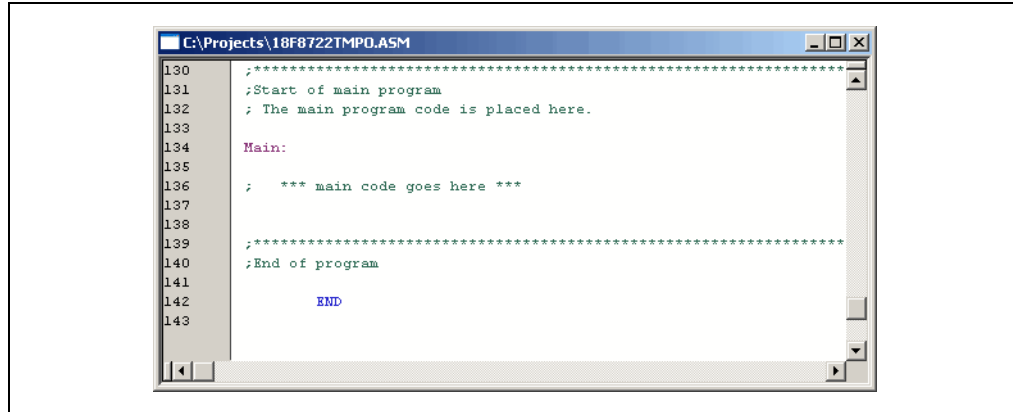 C:\Projects\18F8722TMPO.ASM
130 ;******************************************************************
131 ;Start of main program
132 ; The main program code is placed here.
133
134 Main:
135
136 ;   *** main code goes here ***
137
138
139 ;******************************************************************
140 ;End of program
141
142         END
143